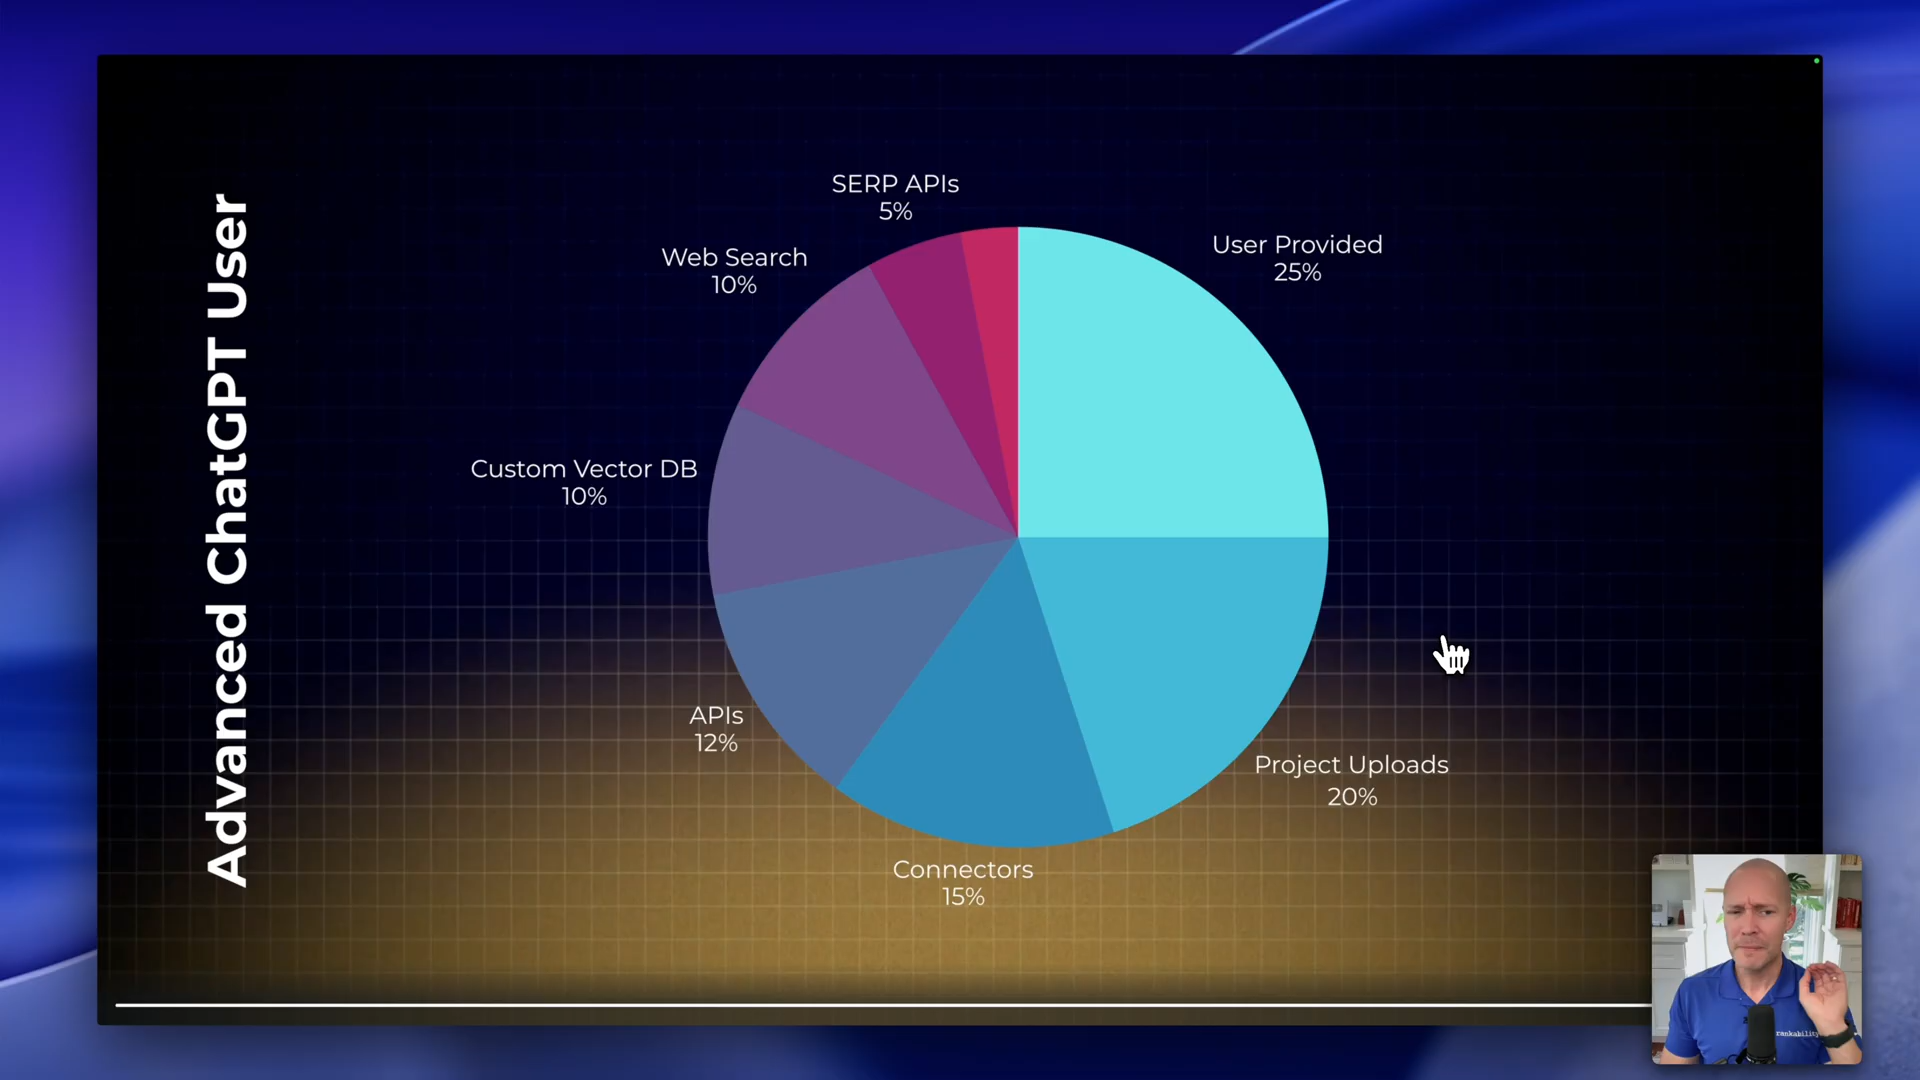 Advanced ChatGPT User
SERP APIs
5%
User Provided
25%
Web Search
10%
Custom Vector DB
10%
APIs
12%
Project Uploads
20%
Connectors
15%
rankability